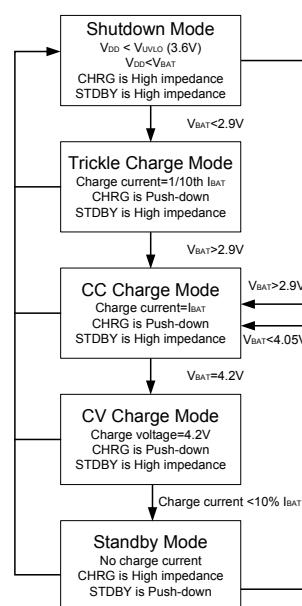 Shutdown Mode
VDD < VUVLO (3.6V)
VDD<VBAT
CHRG is High impedance
STDBY is High impedance
VBAT<2.9V
Trickle Charge Mode
Charge current=1/10th IBAT
CHRG is Push-down
STDBY is High impedance
VBAT>2.9V
CC Charge Mode
Charge current=IBAT
CHRG is Push-down
STDBY is High impedance
VBAT>2.9V
VBAT<4.05V
VBAT=4.2V
CV Charge Mode
Charge voltage=4.2V
CHRG is Push-down
STDBY is High impedance
Charge current <10% IBAT
Standby Mode
No charge current
CHRG is High impedance
STDBY is Push-down